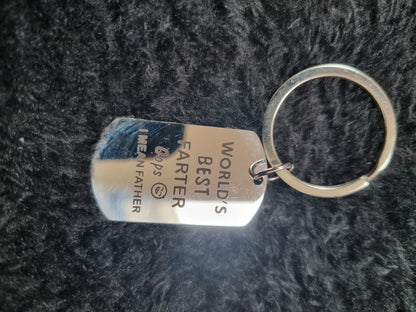 WORLD'S
BEST
FARTER
Oops
I MEAN FATHER